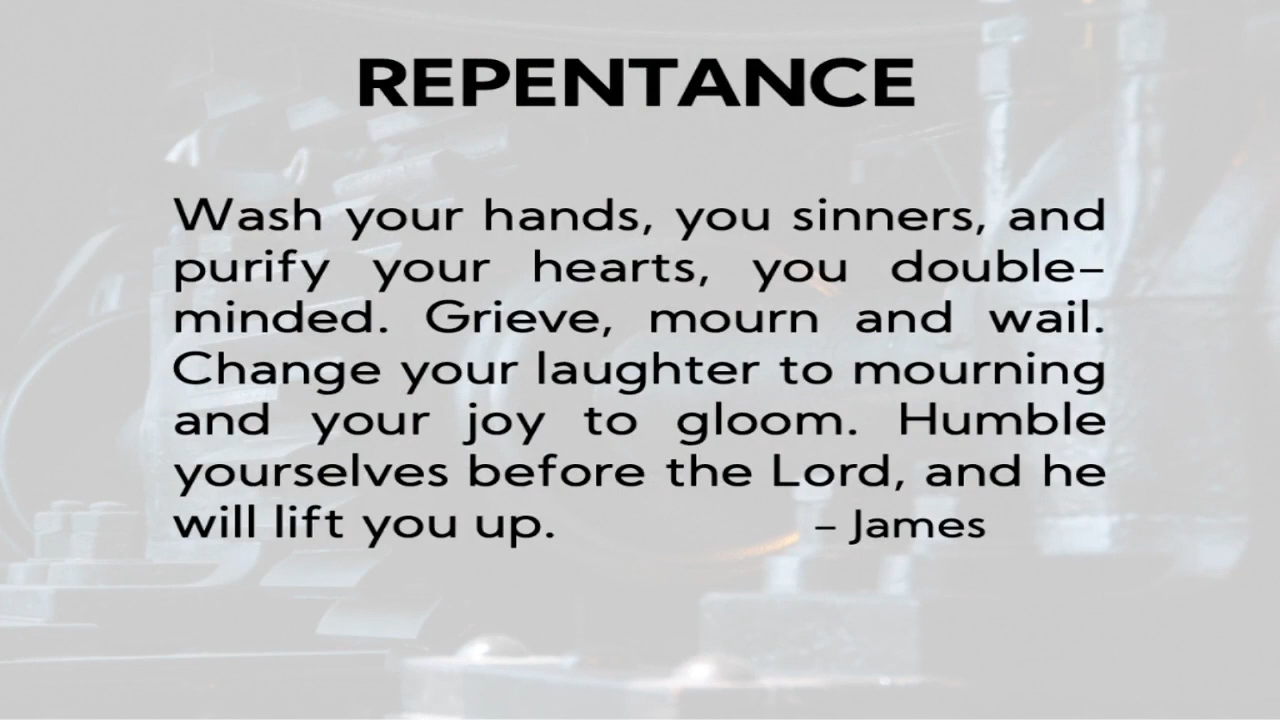 REPENTANCE
Wash your hands, you sinners, and
purify your hearts, you double–
minded. Grieve, mourn and wail.
Change your laughter to mourning
and your joy to gloom. Humble
yourselves before the Lord, and he
will lift you up. – James